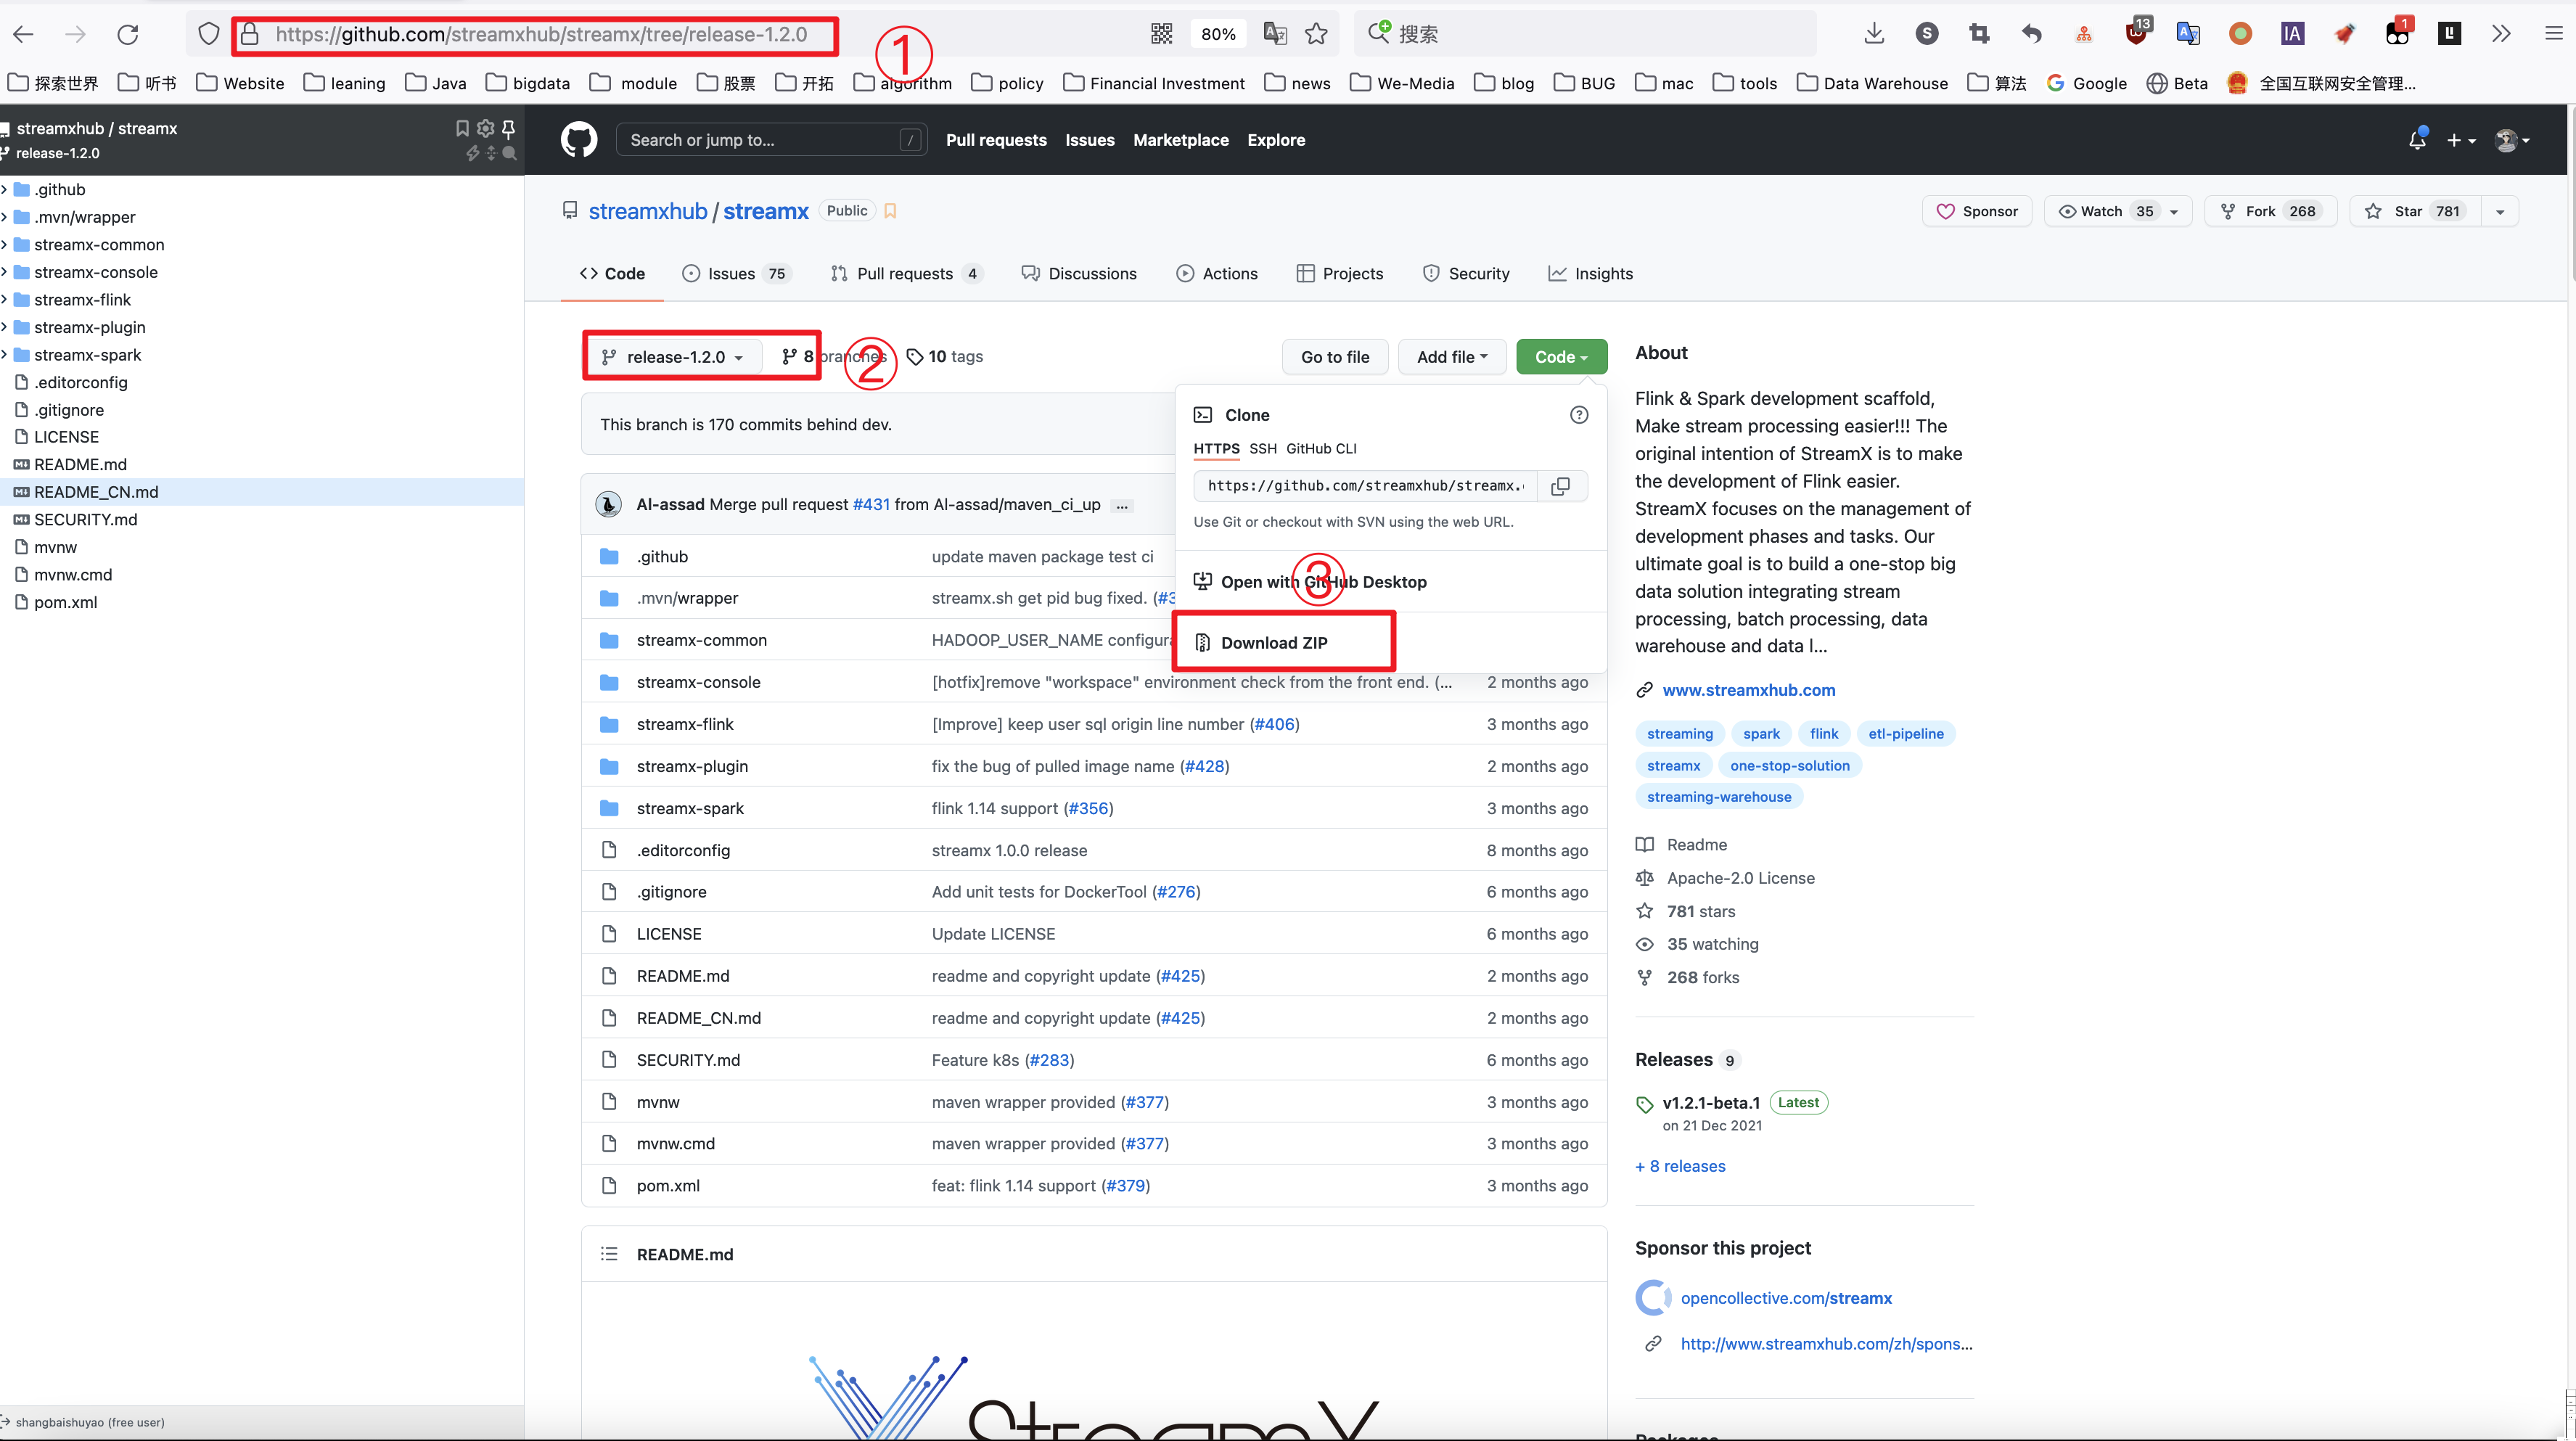 https://github.com/streamxhub/streamx/tree/release-1.2.0
①
80%
搜索
S
13
IA
1
探索世界
听书
Website
leaning
Java
bigdata
module
股票
开拓
algorithm
policy
Financial Investment
news
We-Media
blog
BUG
mac
tools
Data Warehouse
算法
Google
Beta
全国互联网安全管理...
streamxhub / streamx
release-1.2.0
.github
.mvn/wrapper
streamx-common
streamx-console
streamx-flink
streamx-plugin
streamx-spark
.editorconfig
.gitignore
LICENSE
README.md
README_CN.md
SECURITY.md
mvnw
mvnw.cmd
pom.xml
shangbaishuyao (free user)
Search or jump to...
/
Pull requests
Issues
Marketplace
Explore
streamxhub / streamx Public
Sponsor
Watch 35
Fork 268
Star 781
Code
Issues 75
Pull requests 4
Discussions
Actions
Projects
Security
Insights
release-1.2.0
8 branches
②
10 tags
Go to file
Add file
Code
This branch is 170 commits behind dev.
Clone
HTTPS SSH GitHub CLI
https://github.com/streamxhub/streamx.
Use Git or checkout with SVN using the web URL.
③
Open with GitHub Desktop
Download ZIP
Al-assad Merge pull request #431 from Al-assad/maven_ci_up ...
.github update maven package test ci
.mvn/wrapper streamx.sh get pid bug fixed. (#3
streamx-common HADOOP_USER_NAME configura
streamx-console [hotfix]remove "workspace" environment check from the front end. (... 2 months ago
streamx-flink [Improve] keep user sql origin line number (#406) 3 months ago
streamx-plugin fix the bug of pulled image name (#428) 2 months ago
streamx-spark flink 1.14 support (#356) 3 months ago
.editorconfig streamx 1.0.0 release 8 months ago
.gitignore Add unit tests for DockerTool (#276) 6 months ago
LICENSE Update LICENSE 6 months ago
README.md readme and copyright update (#425) 2 months ago
README_CN.md readme and copyright update (#425) 2 months ago
SECURITY.md Feature k8s (#283) 6 months ago
mvnw maven wrapper provided (#377) 3 months ago
mvnw.cmd maven wrapper provided (#377) 3 months ago
pom.xml feat: flink 1.14 support (#379) 3 months ago
README.md
StreamX
About
Flink & Spark development scaffold,
Make stream processing easier!!! The
original intention of StreamX is to make
the development of Flink easier.
StreamX focuses on the management of
development phases and tasks. Our
ultimate goal is to build a one-stop big
data solution integrating stream
processing, batch processing, data
warehouse and data l...
www.streamxhub.com
streaming spark flink etl-pipeline
streamx one-stop-solution
streaming-warehouse
Readme
Apache-2.0 License
781 stars
35 watching
268 forks
Releases 9
v1.2.1-beta.1 Latest
on 21 Dec 2021
+ 8 releases
Sponsor this project
opencollective.com/streamx
http://www.streamxhub.com/zh/spons...
Packages